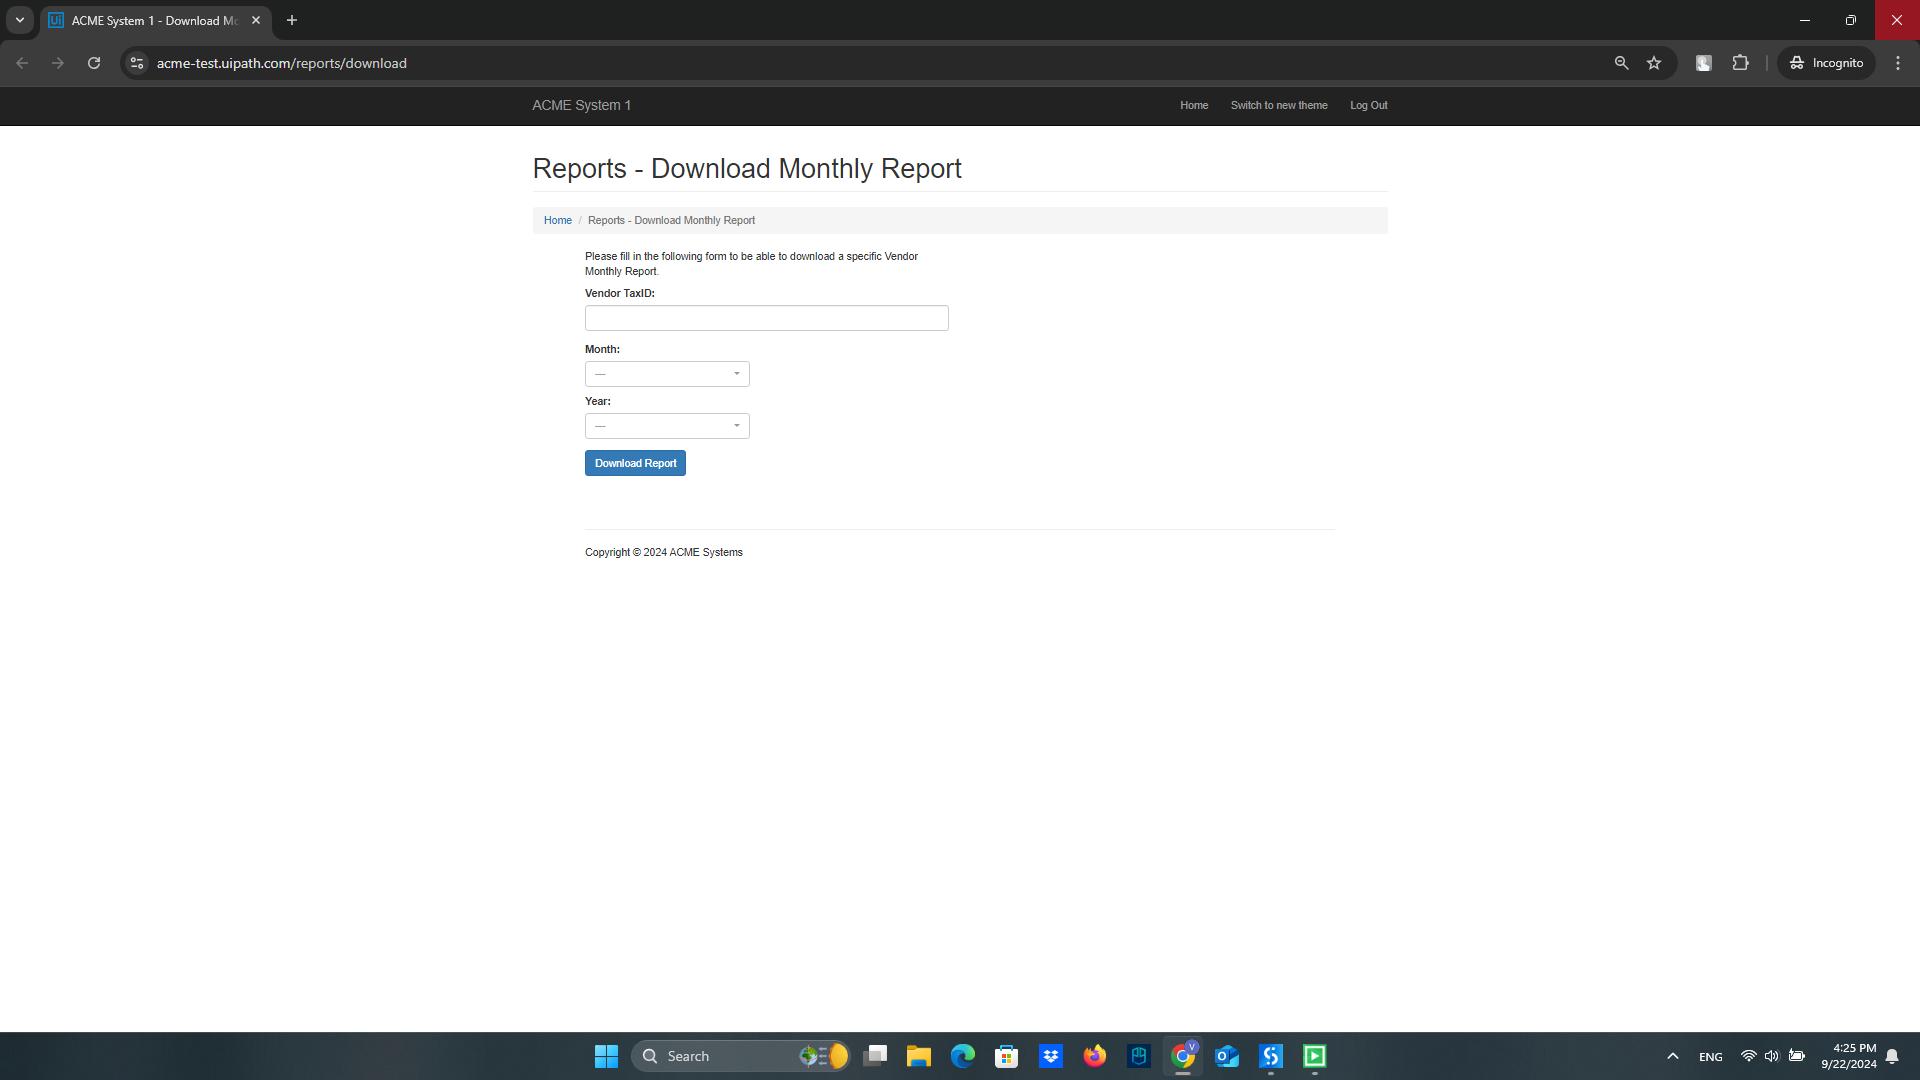 ACME System 1 - Download Mo
acme-test.uipath.com/reports/download
Incognito
ACME System 1
Home
Switch to new theme
Log Out
Reports - Download Monthly Report
Home / Reports - Download Monthly Report
Please fill in the following form to be able to download a specific Vendor
Monthly Report.
Vendor TaxID:
Month:
---
Year:
---
Download Report
Copyright © 2024 ACME Systems
Search
ENG
4:25 PM
9/22/2024